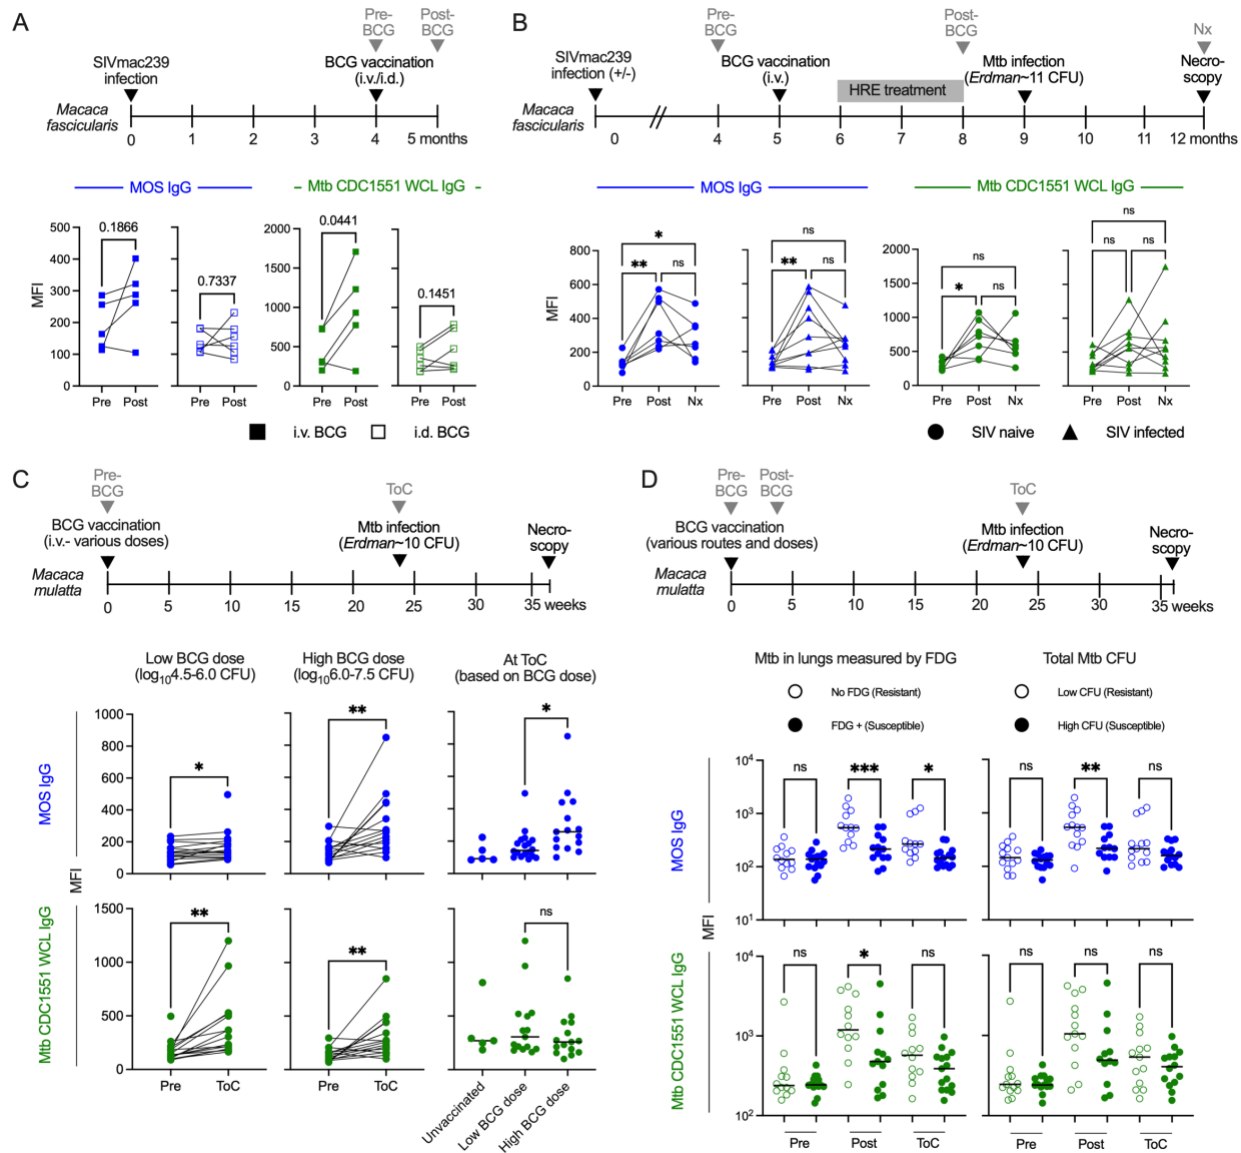 A
Pre-
BCG
Post-
BCG
SIVmac239
infection
BCG vaccination
(i.v./i.d.)
Macaca
fascicularis
0 1 2 3 4 5 months
MOS IgG
Mtb CDC1551 WCL IgG
MFI
500
400
300
200
100
0
0.1866
0.7337
2000
1500
1000
500
0
0.0441
0.1451
Pre Post Pre Post Pre Post Pre Post
i.v. BCG i.d. BCG
B
Pre-
BCG
Post-
BCG
Nx
SIVmac239
infection (+/-)
BCG vaccination
(i.v.)
HRE treatment
Mtb infection
(Erdman~11 CFU)
Necro-
scopy
Macaca
fascicularis
0 4 5 6 7 8 9 10 11 12 months
MOS IgG
Mtb CDC1551 WCL IgG
MFI
800
600
400
200
0
* ** ns
ns ** ns
2000
1500
1000
500
0
ns * ns
ns ns ns
Pre Post Nx Pre Post Nx Pre Post Nx Pre Post Nx
SIV naive SIV infected
C
Pre-
BCG
ToC
BCG vaccination
(i.v.- various doses)
Mtb infection
(Erdman~10 CFU)
Necro-
scopy
Macaca
mulatta
0 5 10 15 20 25 30 35 weeks
Low BCG dose
(log104.5-6.0 CFU)
High BCG dose
(log106.0-7.5 CFU)
At ToC
(based on BCG dose)
MOS IgG
MFI
1000
800
600
400
200
0
* ** *
Mtb CDC1551 WCL IgG
1500
1000
500
0
** ** ns
Pre ToC Pre ToC
Unvaccinated
Low BCG dose
High BCG dose
D
Pre-
BCG
Post-
BCG
ToC
BCG vaccination
(various routes and doses)
Mtb infection
(Erdman~10 CFU)
Necro-
scopy
Macaca
mulatta
0 5 10 15 20 25 30 35 weeks
Mtb in lungs measured by FDG
No FDG (Resistant)
FDG + (Susceptible)
Total Mtb CFU
Low CFU (Resistant)
High CFU (Susceptible)
MOS IgG
MFI
10^4
10^3
10^2
10^1
ns *** * ns ** ns
Mtb CDC1551 WCL IgG
10^4
10^3
10^2
ns * ns ns ns ns
Pre Post ToC Pre Post ToC